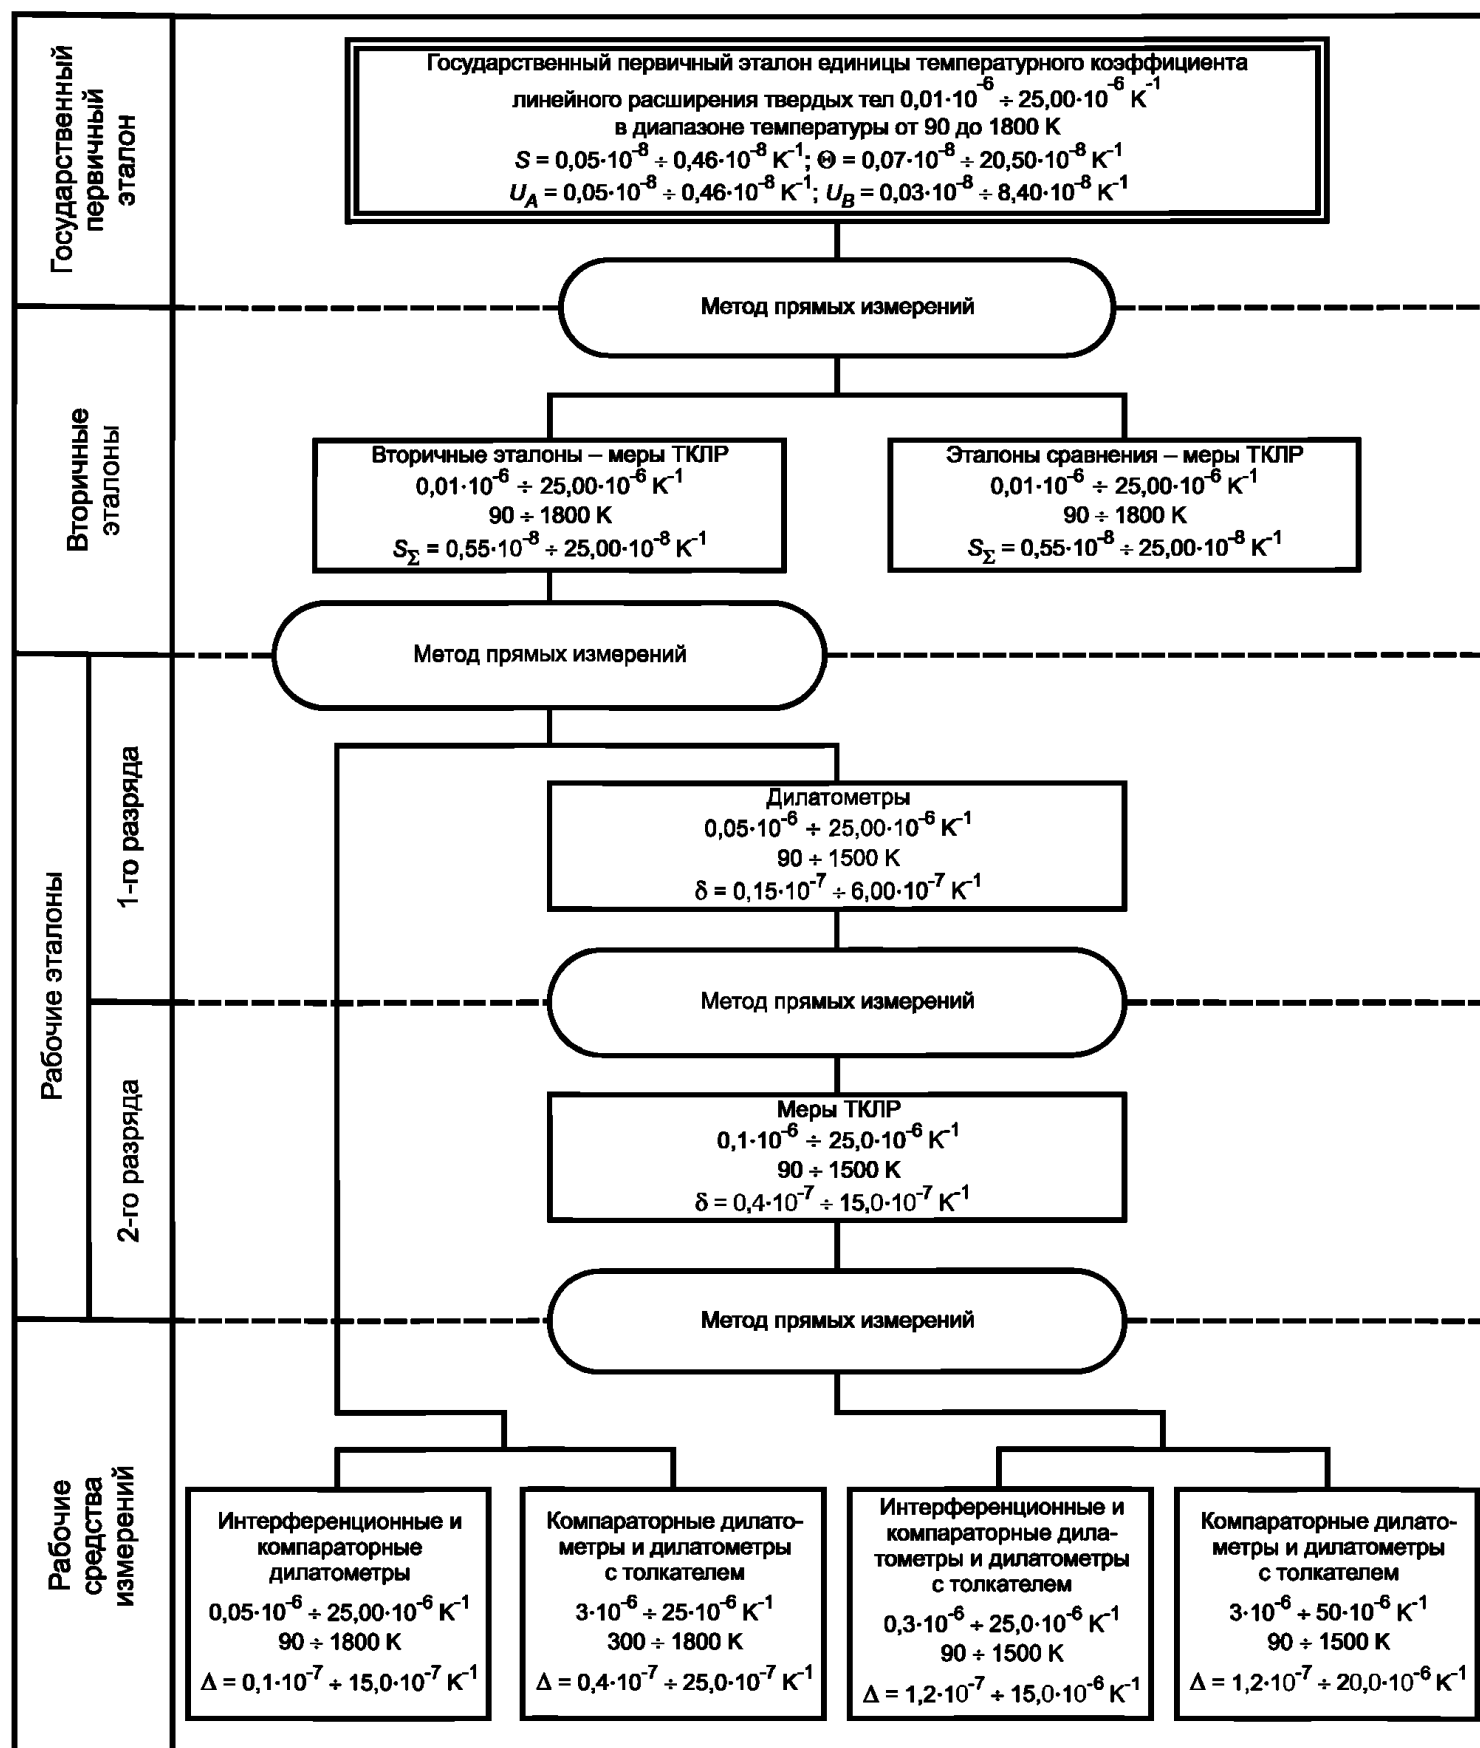 Государственный
первичный
эталон
Государственный первичный эталон единицы температурного коэффициента
линейного расширения твердых тел 0,01·10⁻⁶ ÷ 25,00·10⁻⁶ K⁻¹
в диапазоне температуры от 90 до 1800 K
S = 0,05·10⁻⁸ ÷ 0,46·10⁻⁸ K⁻¹; Θ = 0,07·10⁻⁸ ÷ 20,50·10⁻⁸ K⁻¹
U_A = 0,05·10⁻⁸ ÷ 0,46·10⁻⁸ K⁻¹; U_B = 0,03·10⁻⁸ ÷ 8,40·10⁻⁸ K⁻¹
Метод прямых измерений
Вторичные
эталоны
Вторичные эталоны – меры ТКЛР
0,01·10⁻⁶ ÷ 25,00·10⁻⁶ K⁻¹
90 ÷ 1800 K
S_Σ = 0,55·10⁻⁸ ÷ 25,00·10⁻⁸ K⁻¹
Эталоны сравнения – меры ТКЛР
0,01·10⁻⁶ ÷ 25,00·10⁻⁶ K⁻¹
90 ÷ 1800 K
S_Σ = 0,55·10⁻⁸ ÷ 25,00·10⁻⁸ K⁻¹
Метод прямых измерений
Рабочие эталоны
1-го разряда
Дилатометры
0,05·10⁻⁶ ÷ 25,00·10⁻⁶ K⁻¹
90 ÷ 1500 K
δ = 0,15·10⁻⁷ ÷ 6,00·10⁻⁷ K⁻¹
Метод прямых измерений
2-го разряда
Меры ТКЛР
0,1·10⁻⁶ ÷ 25,0·10⁻⁶ K⁻¹
90 ÷ 1500 K
δ = 0,4·10⁻⁷ ÷ 15,0·10⁻⁷ K⁻¹
Метод прямых измерений
Рабочие
средства
измерений
Интерференционные и
компараторные
дилатометры
0,05·10⁻⁶ ÷ 25,00·10⁻⁶ K⁻¹
90 ÷ 1800 K
Δ = 0,1·10⁻⁷ ÷ 15,0·10⁻⁷ K⁻¹
Компараторные дилато-
метры и дилатометры
с толкателем
3·10⁻⁶ ÷ 25·10⁻⁶ K⁻¹
300 ÷ 1800 K
Δ = 0,4·10⁻⁷ ÷ 25,0·10⁻⁷ K⁻¹
Интерференционные и
компараторные дила-
тометры и дилатометры
с толкателем
0,3·10⁻⁶ ÷ 25,0·10⁻⁶ K⁻¹
90 ÷ 1500 K
Δ = 1,2·10⁻⁷ ÷ 15,0·10⁻⁶ K⁻¹
Компараторные дилато-
метры и дилатометры
с толкателем
3·10⁻⁶ ÷ 50·10⁻⁶ K⁻¹
90 ÷ 1500 K
Δ = 1,2·10⁻⁷ ÷ 20,0·10⁻⁶ K⁻¹